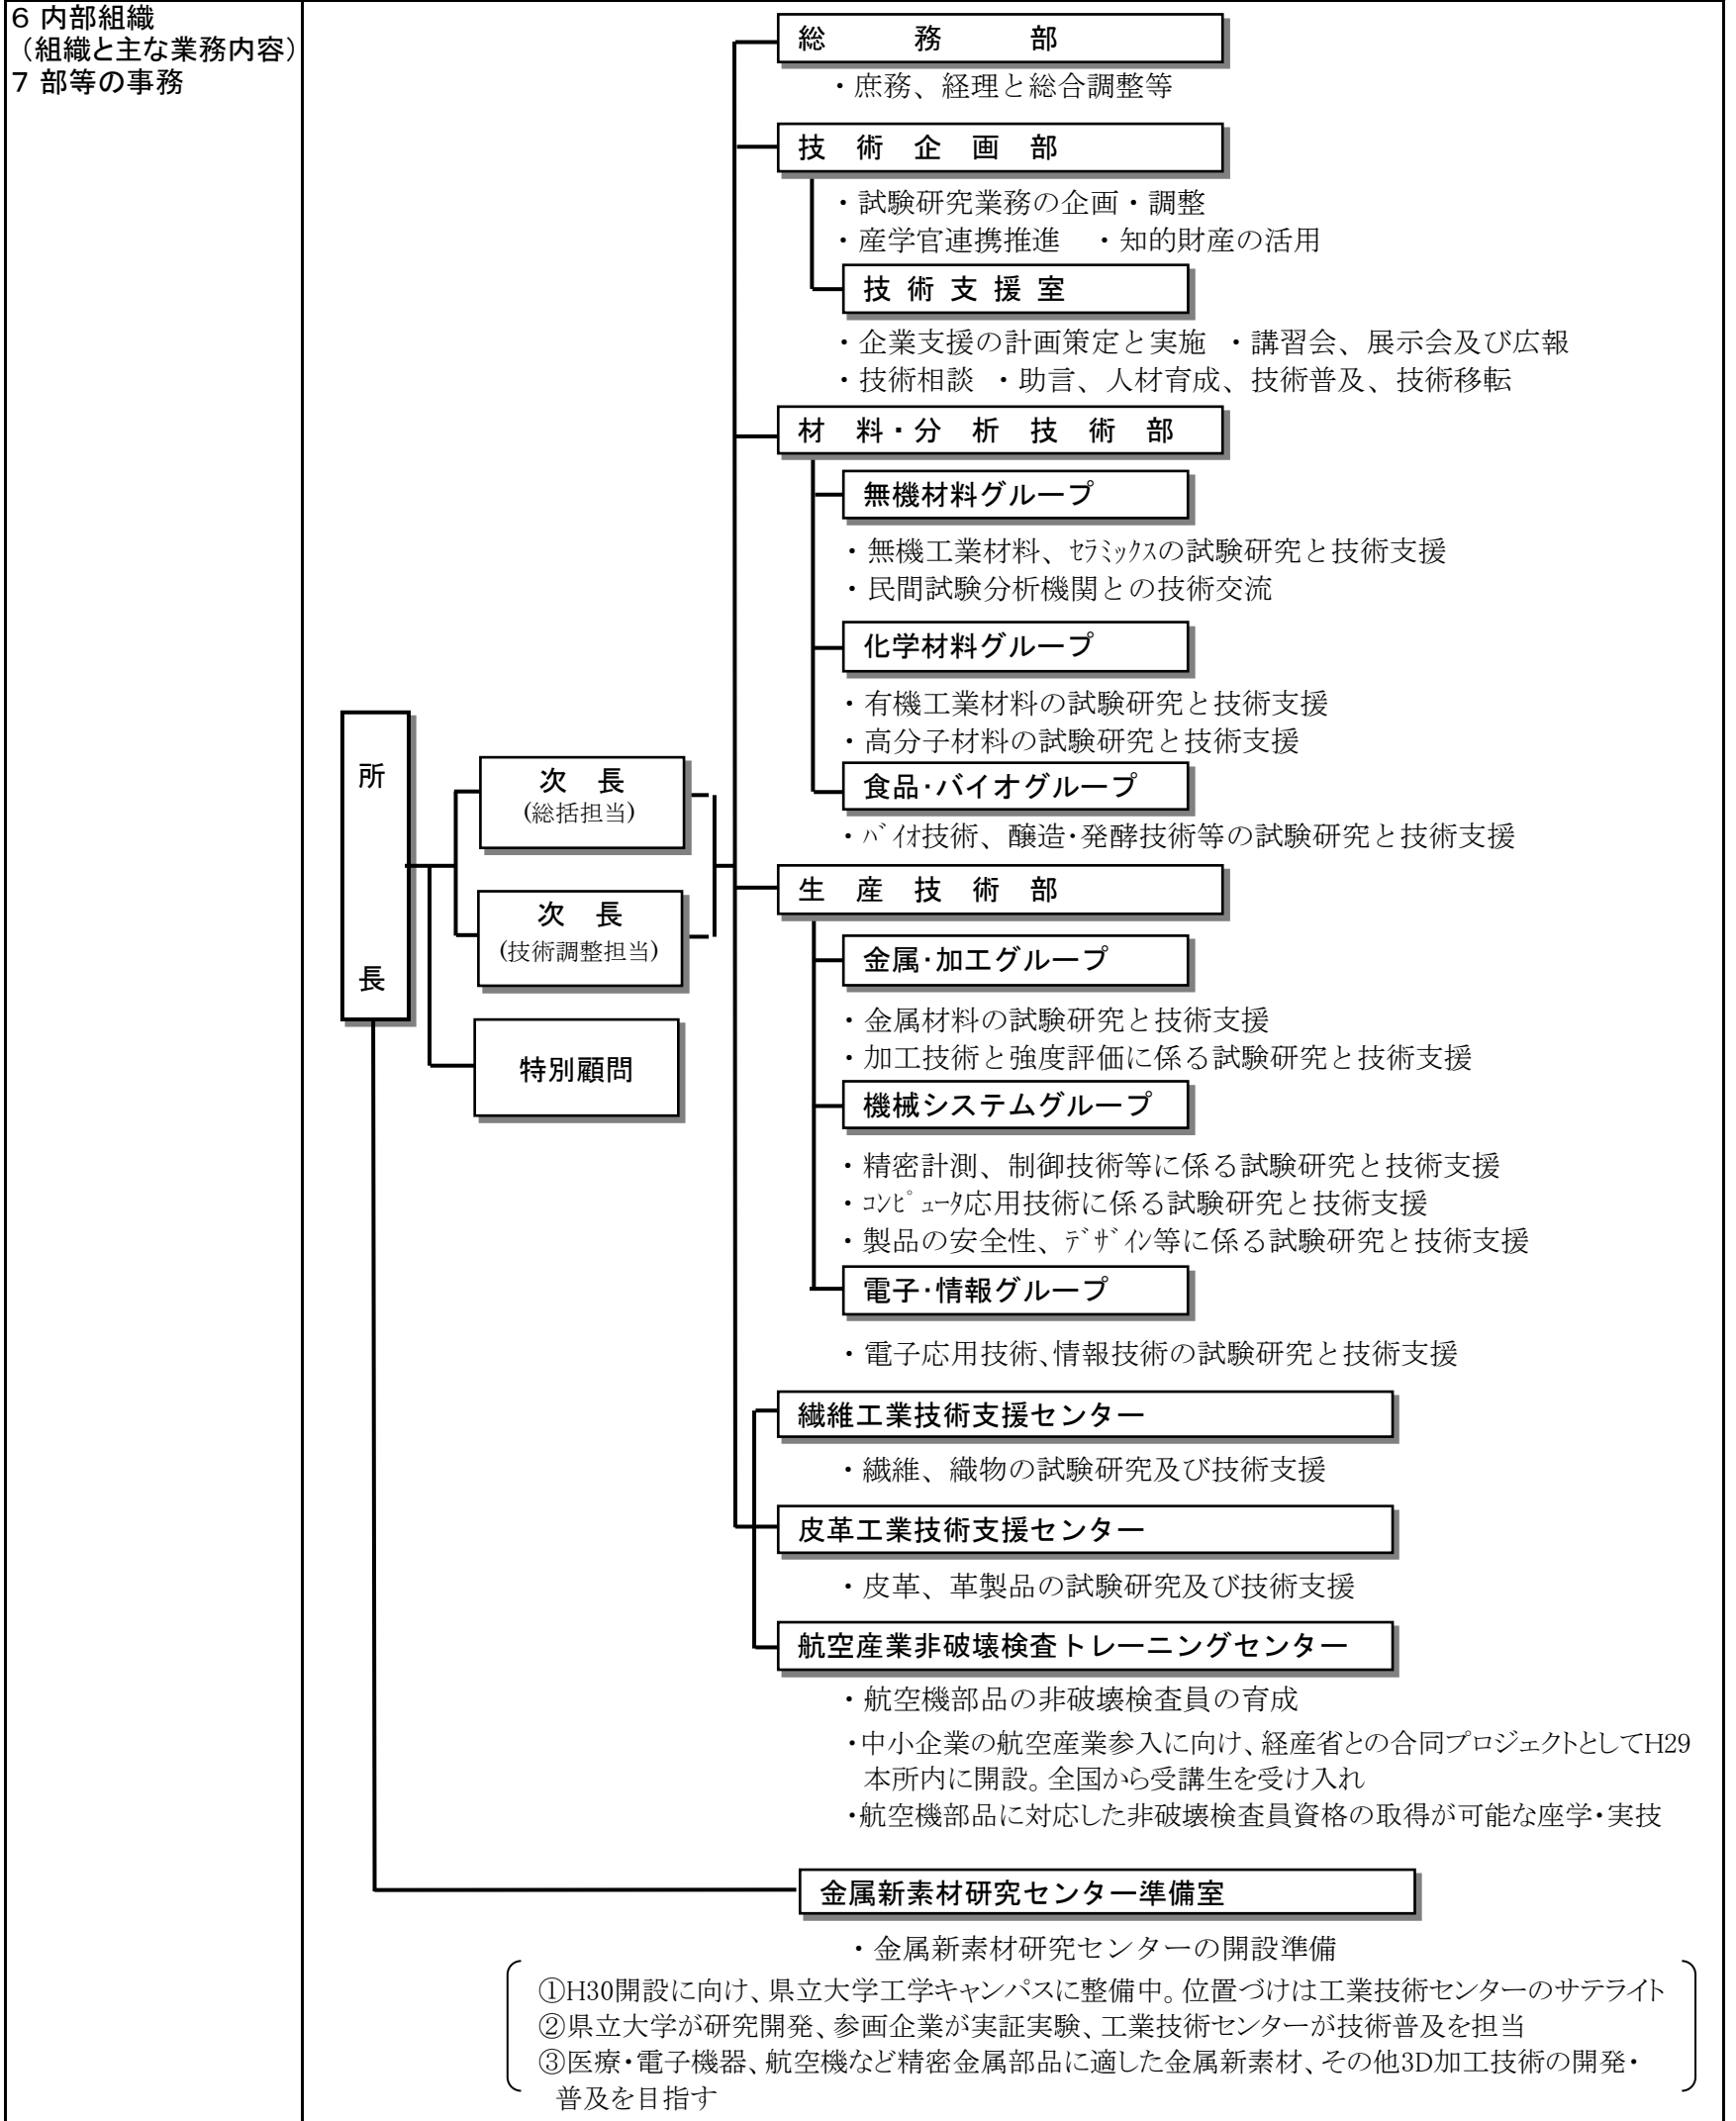 6 内部組織
（組織と主な業務内容）
7 部等の事務
総務部
・庶務、経理と総合調整等
技術企画部
・試験研究業務の企画・調整
・産学官連携推進　・知的財産の活用
技術支援室
・企業支援の計画策定と実施　・講習会、展示会及び広報
・技術相談　・助言、人材育成、技術普及、技術移転
材料・分析技術部
無機材料グループ
・無機工業材料、ｾﾗﾐｯｸｽの試験研究と技術支援
・民間試験分析機関との技術交流
化学材料グループ
・有機工業材料の試験研究と技術支援
・高分子材料の試験研究と技術支援
食品・バイオグループ
・ﾊﾞｲｵ技術、醸造・発酵技術等の試験研究と技術支援
所長
次長
(総括担当)
次長
(技術調整担当)
特別顧問
生産技術部
金属・加工グループ
・金属材料の試験研究と技術支援
・加工技術と強度評価に係る試験研究と技術支援
機械システムグループ
・精密計測、制御技術等に係る試験研究と技術支援
・ｺﾝﾋﾟｭｰﾀ応用技術に係る試験研究と技術支援
・製品の安全性、ﾃﾞｻﾞｲﾝ等に係る試験研究と技術支援
電子・情報グループ
・電子応用技術、情報技術の試験研究と技術支援
繊維工業技術支援センター
・繊維、織物の試験研究及び技術支援
皮革工業技術支援センター
・皮革、革製品の試験研究及び技術支援
航空産業非破壊検査トレーニングセンター
・航空機部品の非破壊検査員の育成
・中小企業の航空産業参入に向け、経産省との合同プロジェクトとしてH29
本所内に開設。全国から受講生を受け入れ
・航空機部品に対応した非破壊検査員資格の取得が可能な座学・実技
金属新素材研究センター準備室
・金属新素材研究センターの開設準備
①H30開設に向け、県立大学工学キャンパスに整備中。位置づけは工業技術センターのサテライト
②県立大学が研究開発、参画企業が実証実験、工業技術センターが技術普及を担当
③医療・電子機器、航空機など精密金属部品に適した金属新素材、その他3D加工技術の開発・
普及を目指す